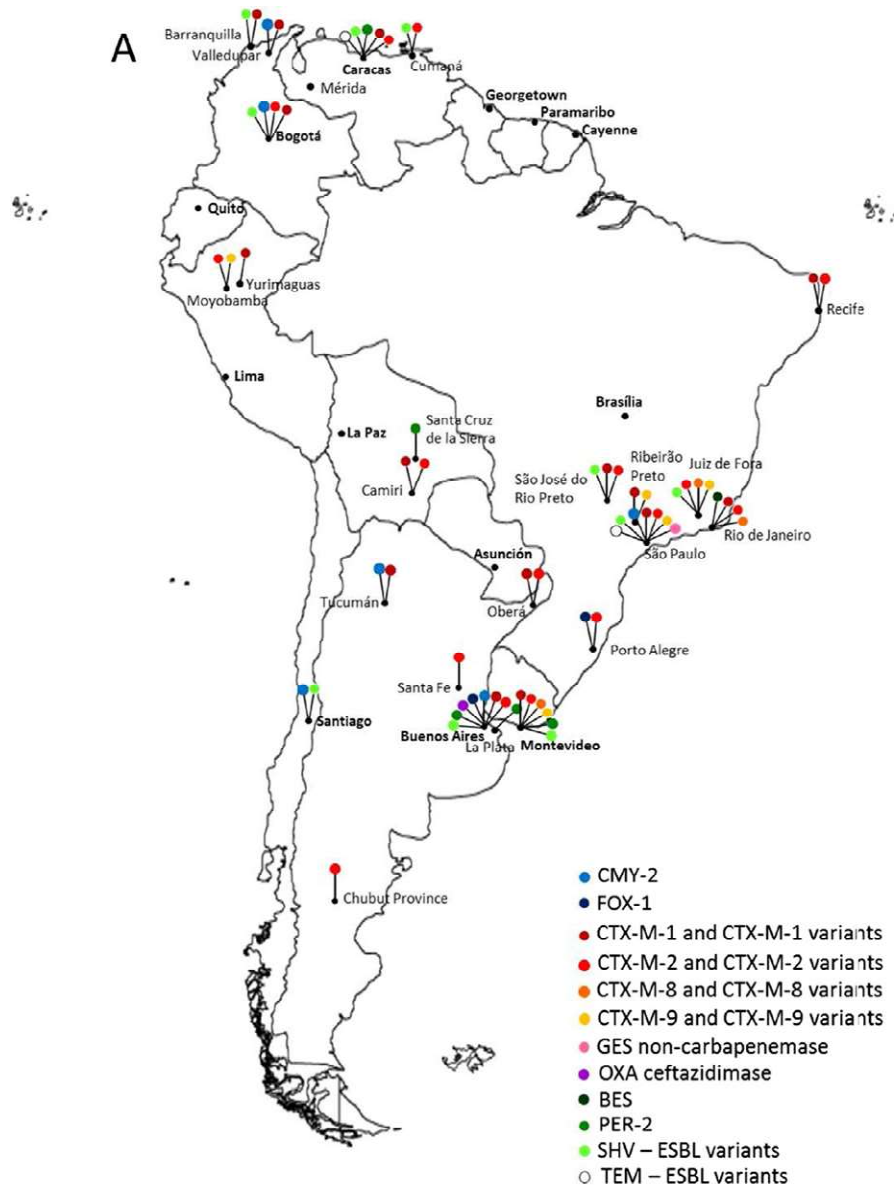 A
Barranquilla
Valledupar
Caracas
Cumaná
Mérida
Georgetown
Paramaribo
Cayenne
Bogotá
Quito
Yurimaguas
Moyobamba
Recife
Lima
Brasília
La Paz
Santa Cruz
de la Sierra
Camiri
São José do
Rio Preto
Ribeirão
Preto
Juiz de Fora
Rio de Janeiro
São Paulo
Asunción
Tucumán
Oberá
Porto Alegre
Santa Fe
Santiago
Buenos Aires
La Plata
Montevideo
Chubut Province
CMY-2
FOX-1
CTX-M-1 and CTX-M-1 variants
CTX-M-2 and CTX-M-2 variants
CTX-M-8 and CTX-M-8 variants
CTX-M-9 and CTX-M-9 variants
GES non-carbapenemase
OXA ceftazidimase
BES
PER-2
SHV – ESBL variants
TEM – ESBL variants